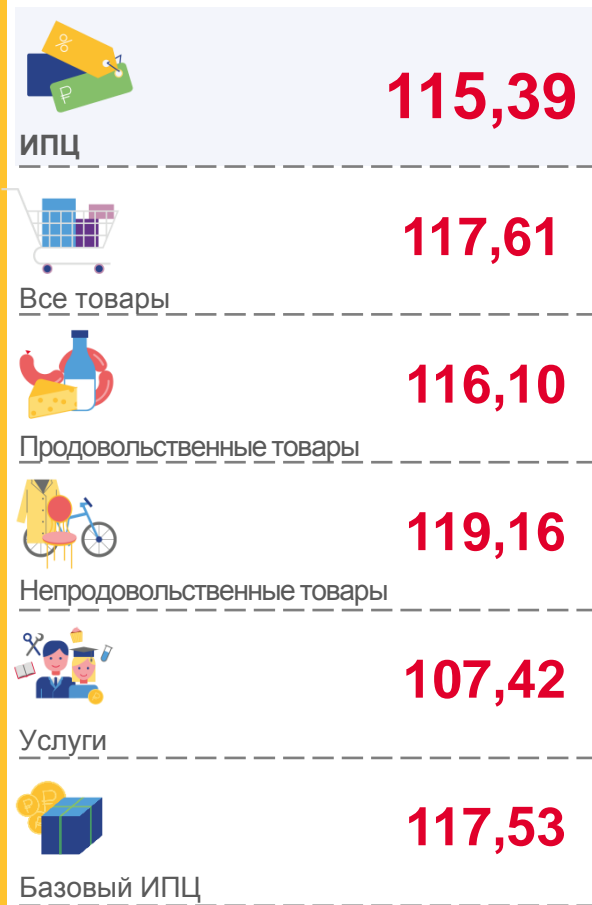 %
₽
115,39
ИПЦ
117,61
Все товары
116,10
Продовольственные товары
119,16
Непродовольственные товары
107,42
Услуги
117,53
Базовый ИПЦ